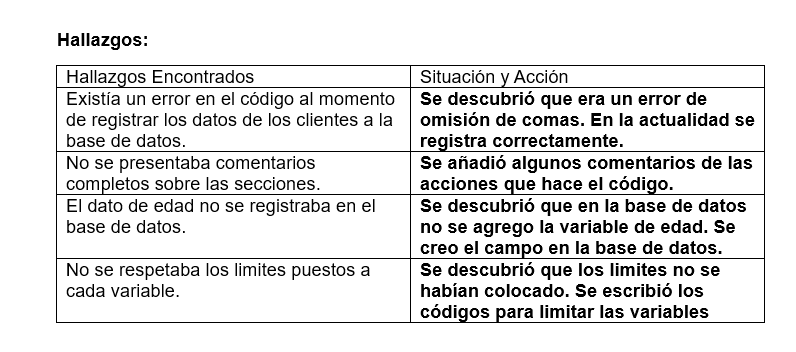 Hallazgos:
Hallazgos Encontrados
Situación y Acción
Existía un error en el código al momento
de registrar los datos de los clientes a la
base de datos.
Se descubrió que era un error de
omisión de comas. En la actualidad se
registra correctamente.
No se presentaba comentarios
completos sobre las secciones.
Se añadió algunos comentarios de las
acciones que hace el código.
El dato de edad no se registraba en el
base de datos.
Se descubrió que en la base de datos
no se agrego la variable de edad. Se
creo el campo en la base de datos.
No se respetaba los limites puestos a
cada variable.
Se descubrió que los limites no se
habían colocado. Se escribió los
códigos para limitar las variables